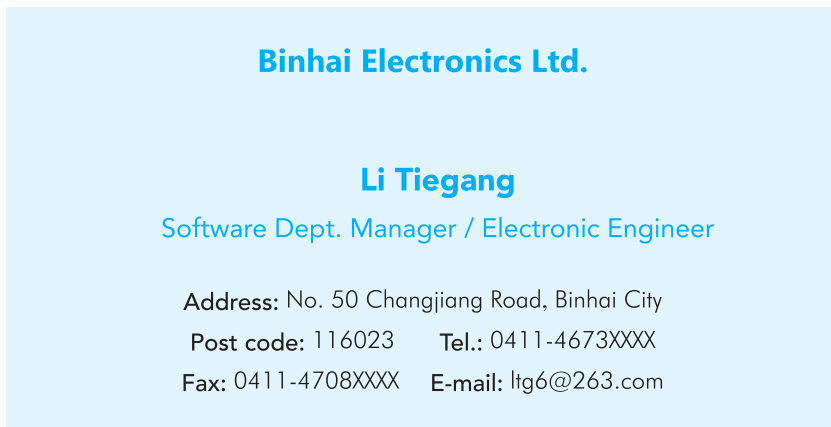 Binhai Electronics Ltd.
Li Tiegang
Software Dept. Manager / Electronic Engineer
Address: No. 50 Changjiang Road, Binhai City
Post code: 116023 Tel.: 0411-4673XXXX
Fax: 0411-4708XXXX E-mail: ltg6@263.com